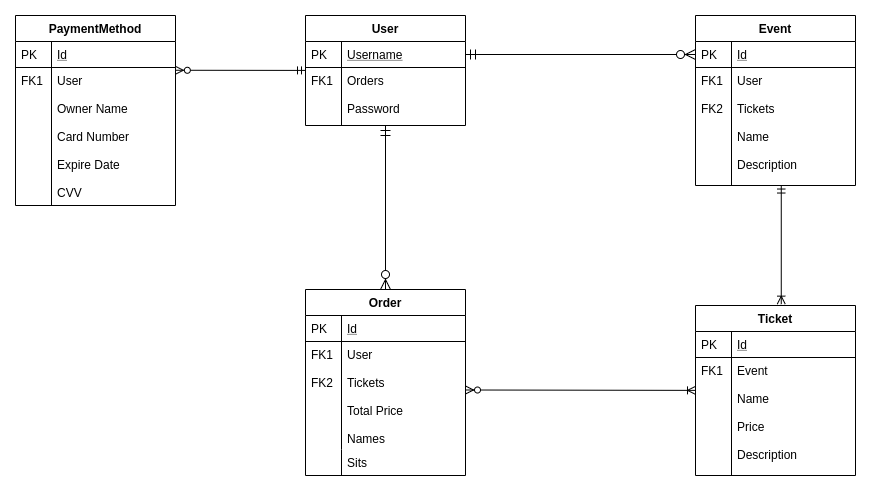 PaymentMethod
PK Id
FK1 User
Owner Name
Card Number
Expire Date
CVV
User
PK Username
FK1 Orders
Password
Event
PK Id
FK1 User
FK2 Tickets
Name
Description
Order
PK Id
FK1 User
FK2 Tickets
Total Price
Names
Sits
Ticket
PK Id
FK1 Event
Name
Price
Description